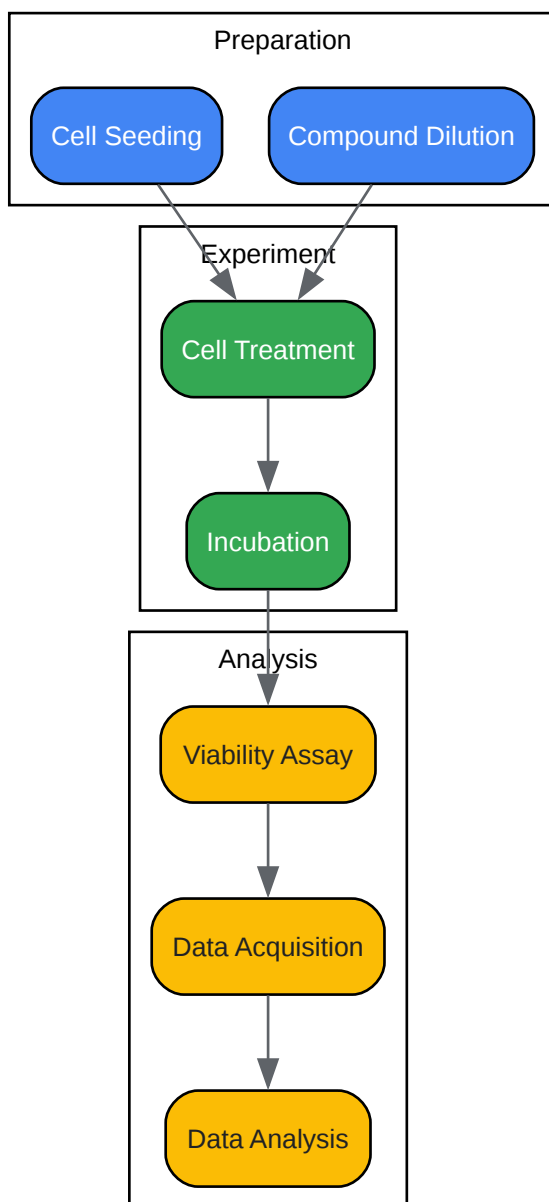 Preparation
Cell Seeding
Compound Dilution
Experiment
Cell Treatment
Incubation
Analysis
Viability Assay
Data Acquisition
Data Analysis